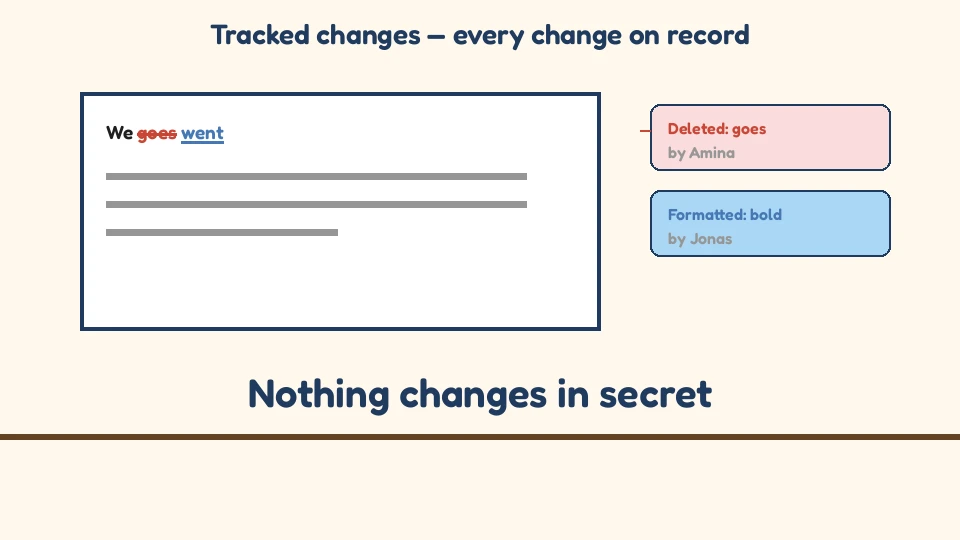 Tracked changes — every change on record
We goes went
Deleted: goes
by Amina
Formatted: bold
by Jonas
Nothing changes in secret